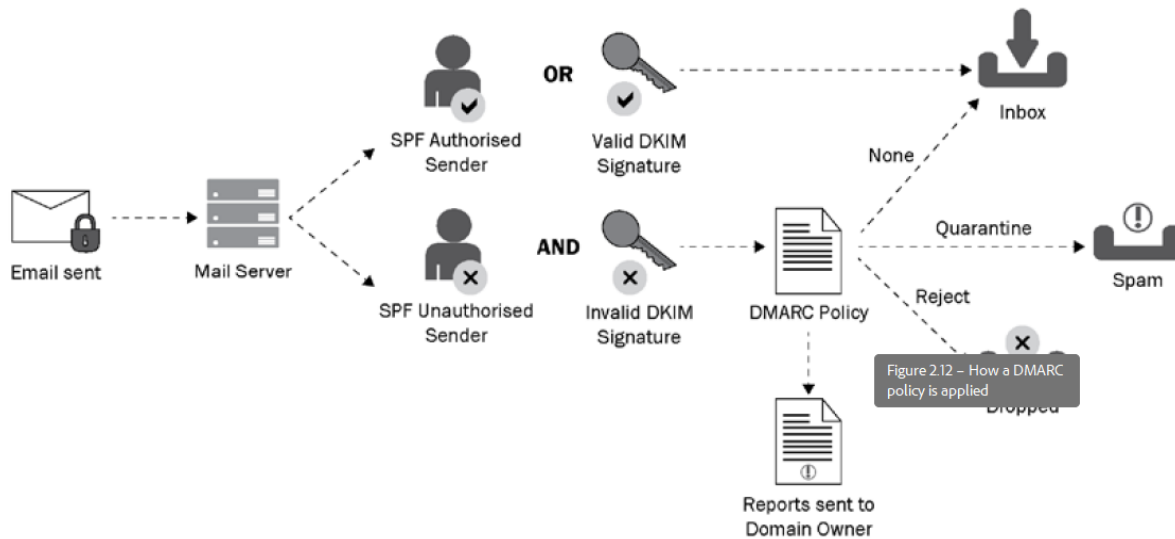 Email sent
Mail Server
SPF Authorised
Sender
OR
Valid DKIM
Signature
Inbox
SPF Unauthorised
Sender
AND
Invalid DKIM
Signature
DMARC Policy
None
Quarantine
Reject
Spam
Dropped
Figure 2.12 – How a DMARC
policy is applied
Reports sent to
Domain Owner